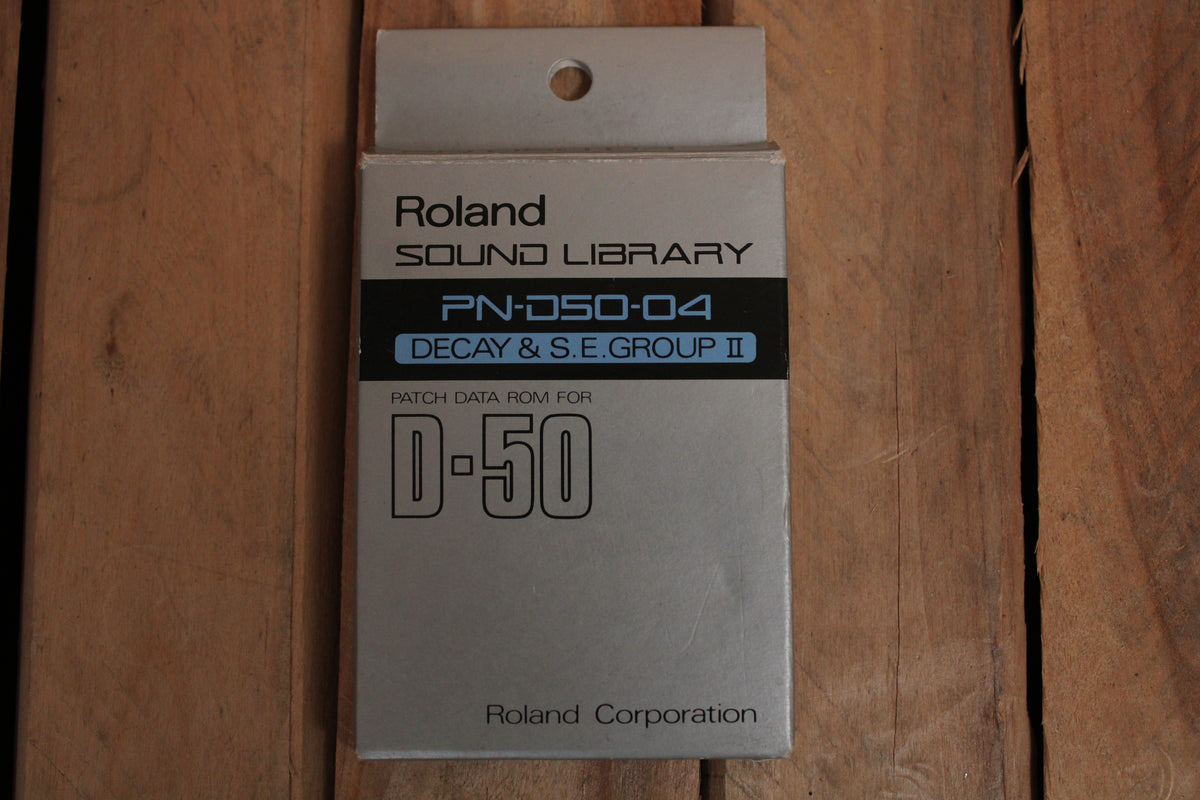 Roland
SOUND LIBRARY
PN-D50-04
DECAY & S.E.GROUP II
PATCH DATA ROM FOR
D-50
Roland Corporation